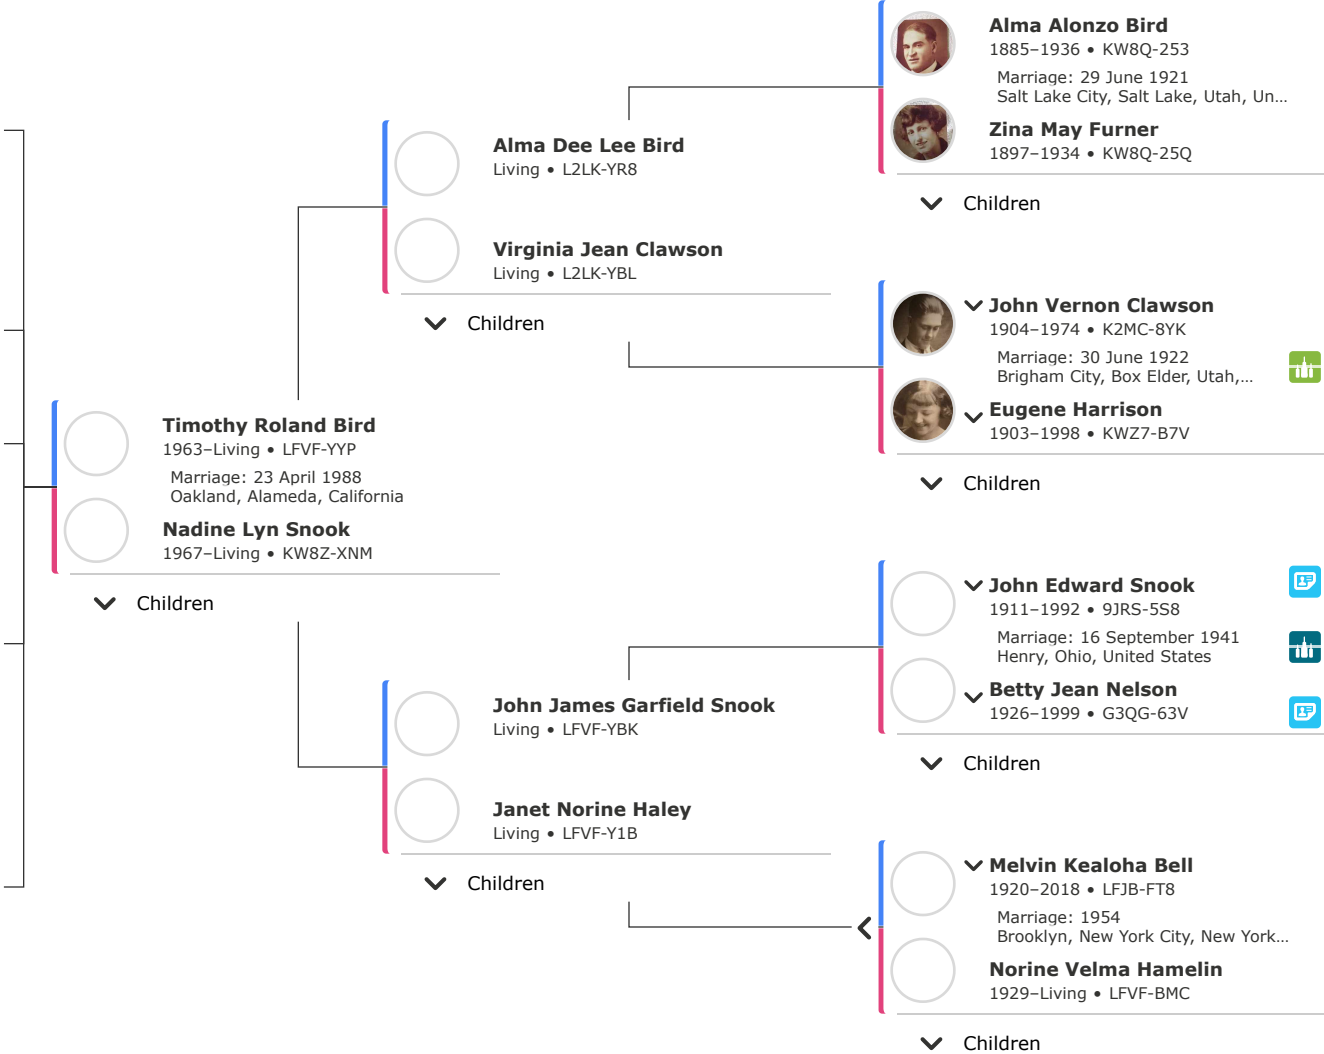 Alma Alonzo Bird
1885–1936 • KW8Q-253
Marriage: 29 June 1921
Salt Lake City, Salt Lake, Utah, Un…
Zina May Furner
1897–1934 • KW8Q-25Q
Children
Alma Dee Lee Bird
Living • L2LK-YR8
Virginia Jean Clawson
Living • L2LK-YBL
Children
John Vernon Clawson
1904–1974 • K2MC-8YK
Marriage: 30 June 1922
Brigham City, Box Elder, Utah,…
Eugene Harrison
1903–1998 • KWZ7-B7V
Children
Timothy Roland Bird
1963–Living • LFVF-YYP
Marriage: 23 April 1988
Oakland, Alameda, California
Nadine Lyn Snook
1967–Living • KW8Z-XNM
Children
John Edward Snook
1911–1992 • 9JRS-5S8
Marriage: 16 September 1941
Henry, Ohio, United States
Betty Jean Nelson
1926–1999 • G3QG-63V
Children
John James Garfield Snook
Living • LFVF-YBK
Janet Norine Haley
Living • LFVF-Y1B
Children
Melvin Kealoha Bell
1920–2018 • LFJB-FT8
Marriage: 1954
Brooklyn, New York City, New York…
Norine Velma Hamelin
1929–Living • LFVF-BMC
Children